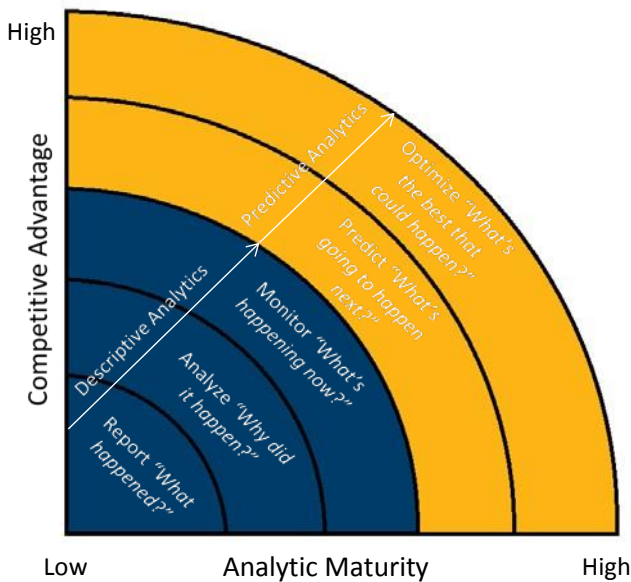 High
Competitive Advantage
Predictive Analytics
Descriptive Analytics
Optimize "What's
the best that
could happen?"
Predict "What's
going to happen
next?"
Monitor "What's
happening now?"
Analyze "Why did
it happen?"
Report "What
happened?"
Low
Analytic Maturity
High